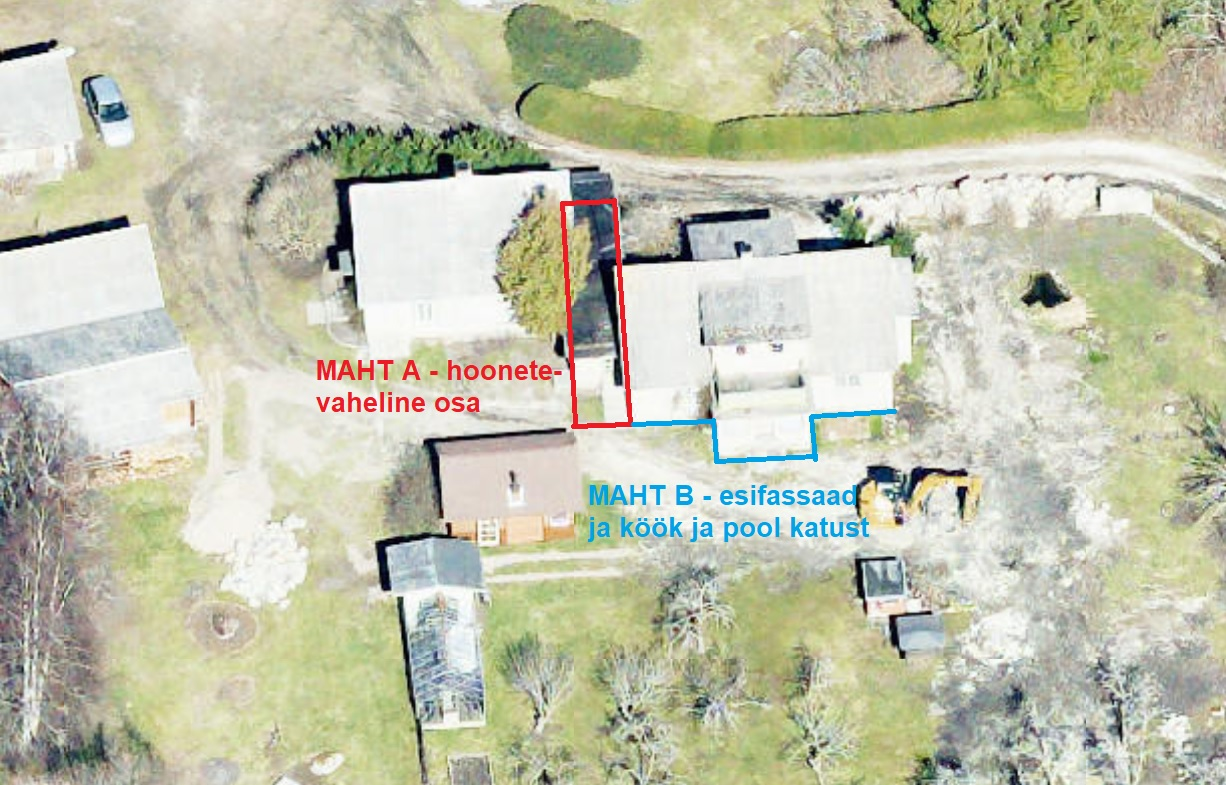 MAHT A - hoonete-
vaheline osa
MAHT B - esifassaad
ja köök ja pool katust